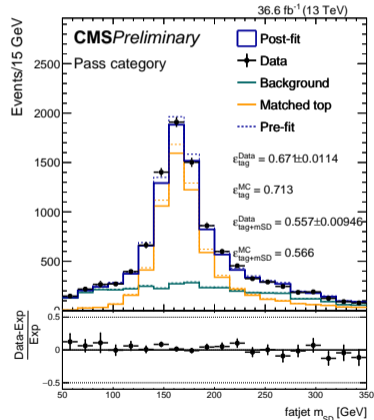 36.6 fb⁻¹ (13 TeV)
Events/15 GeV
CMS Preliminary
Pass category
Post-fit
Data
Background
Matched top
Pre-fit
ε^Data_tag = 0.671±0.0114
ε^MC_tag = 0.713
ε^Data_tag+mSD = 0.557±0.00946
ε^MC_tag+mSD = 0.566
2500
2000
1500
1000
500
0
Data-Exp
Exp
0.5
0
−0.5
50 100 150 200 250 300 350
fatjet m_SD [GeV]